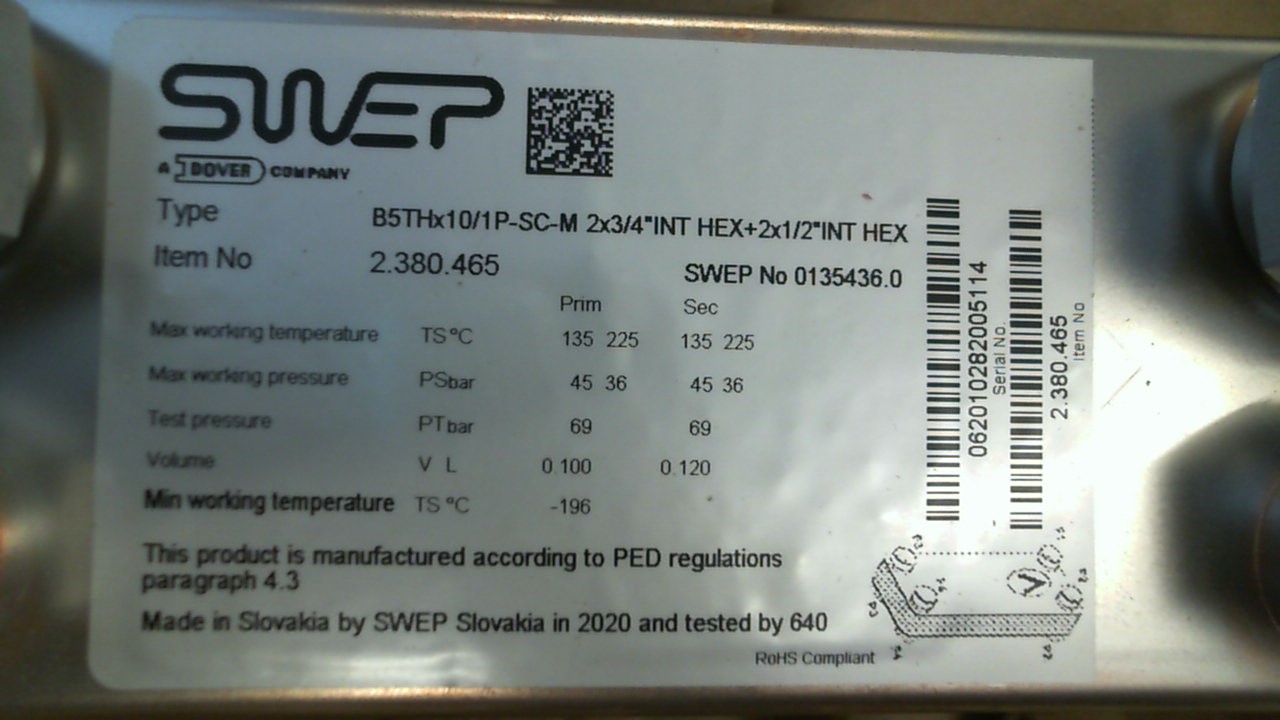 SWEP
A DOVER COMPANY
Type B5THx10/1P-SC-M 2x3/4"INT HEX+2x1/2"INT HEX
Item No 2.380.465 SWEP No 0135436.0
Prim Sec
Max working temperature TS°C 135 225 135 225
Max working pressure PSbar 45 36 45 36
Test pressure PTbar 69 69
Volume V L 0.100 0.120
Min working temperature TS°C -196
This product is manufactured according to PED regulations
paragraph 4.3
Made in Slovakia by SWEP Slovakia in 2020 and tested by 640
RoHS Compliant
062010282005114
Serial No.
2.380.465
Item No